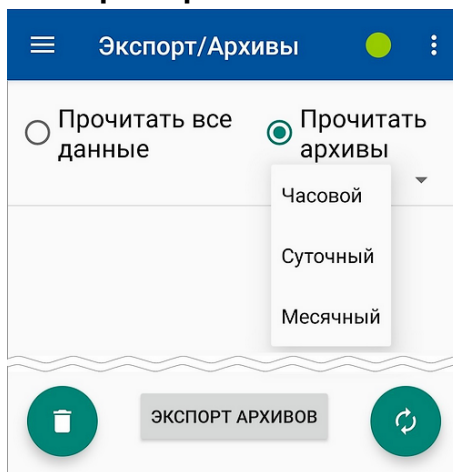 Экспорт/Архивы
Прочитать все
данные
Прочитать
архивы
Часовой
Суточный
Месячный
ЭКСПОРТ АРХИВОВ